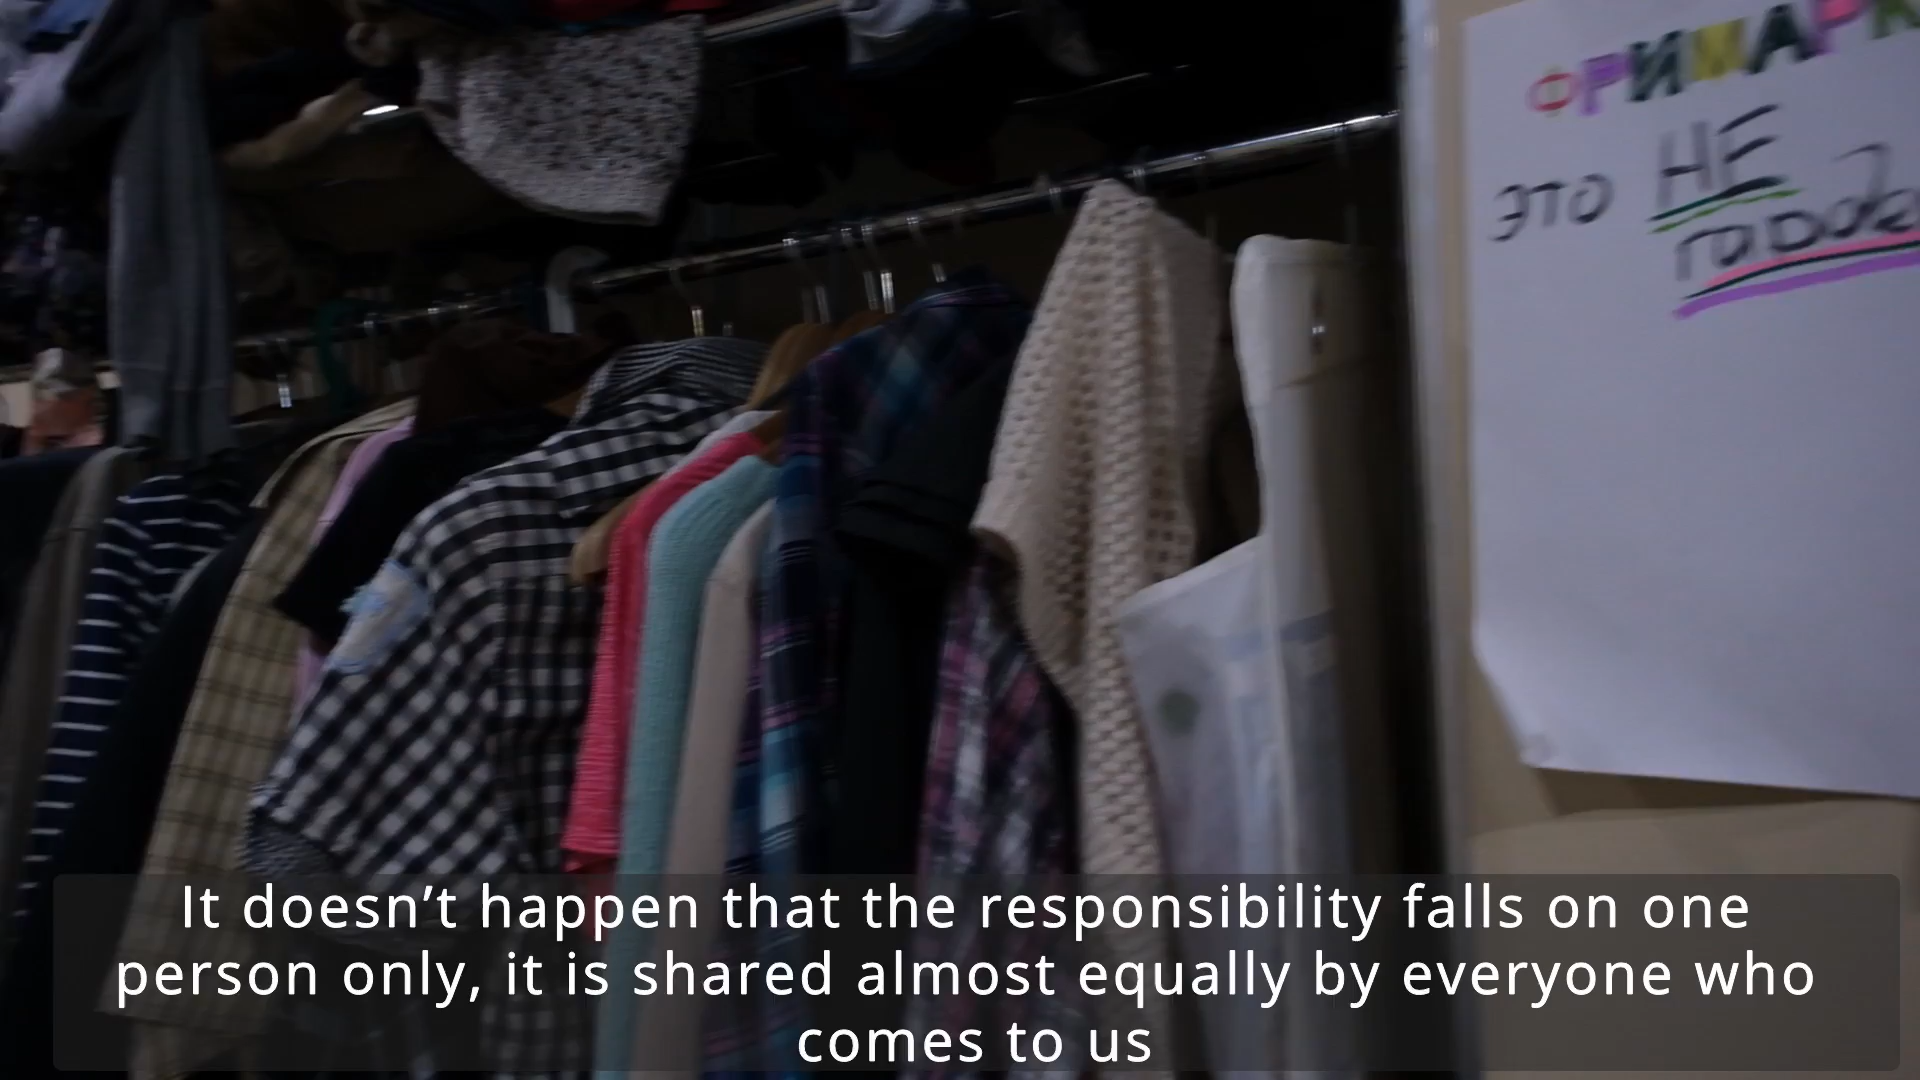 ФРИМАРК
это НЕ
It doesn’t happen that the responsibility falls on one
person only, it is shared almost equally by everyone who
comes to us